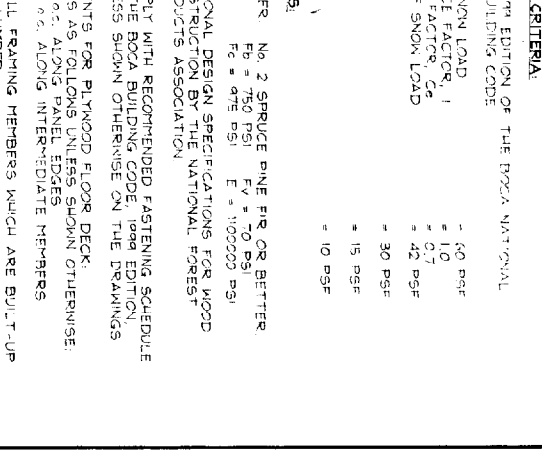 CRITERIA:
EDITION OF THE BOCA NATIONAL
UILDING CODE
NOW LOAD = 60 PSF
CE FACTOR, I = 1.0
FACTOR, Ce = 0.7
F SNOW LOAD = 42 PSF
= 30 PSF
= 15 PSF
= 10 PSF
S:
FR. No. 2 SPRUCE PINE FIR OR BETTER.
Fb = 750 PSI Fv = 70 PSI
Fc = 975 PSI E = 1100000 PSI
ONAL DESIGN SPECIFICATIONS FOR WOOD
STRUCTION BY THE NATIONAL FOREST
DUCTS ASSOCIATION.
PLY WITH RECOMMENDED FASTENING SCHEDULE
THE BOCA BUILDING CODE, 1999 EDITION,
ESS SHOWN OTHERWISE ON THE DRAWINGS
NTS FOR PLYWOOD FLOOR DECK:
S AS FOLLOWS UNLESS SHOWN OTHERWISE:
o.c. ALONG PANEL EDGES
o.c. ALONG INTERMEDIATE MEMBERS
LL FRAMING MEMBERS WHICH ARE BUILT-UP